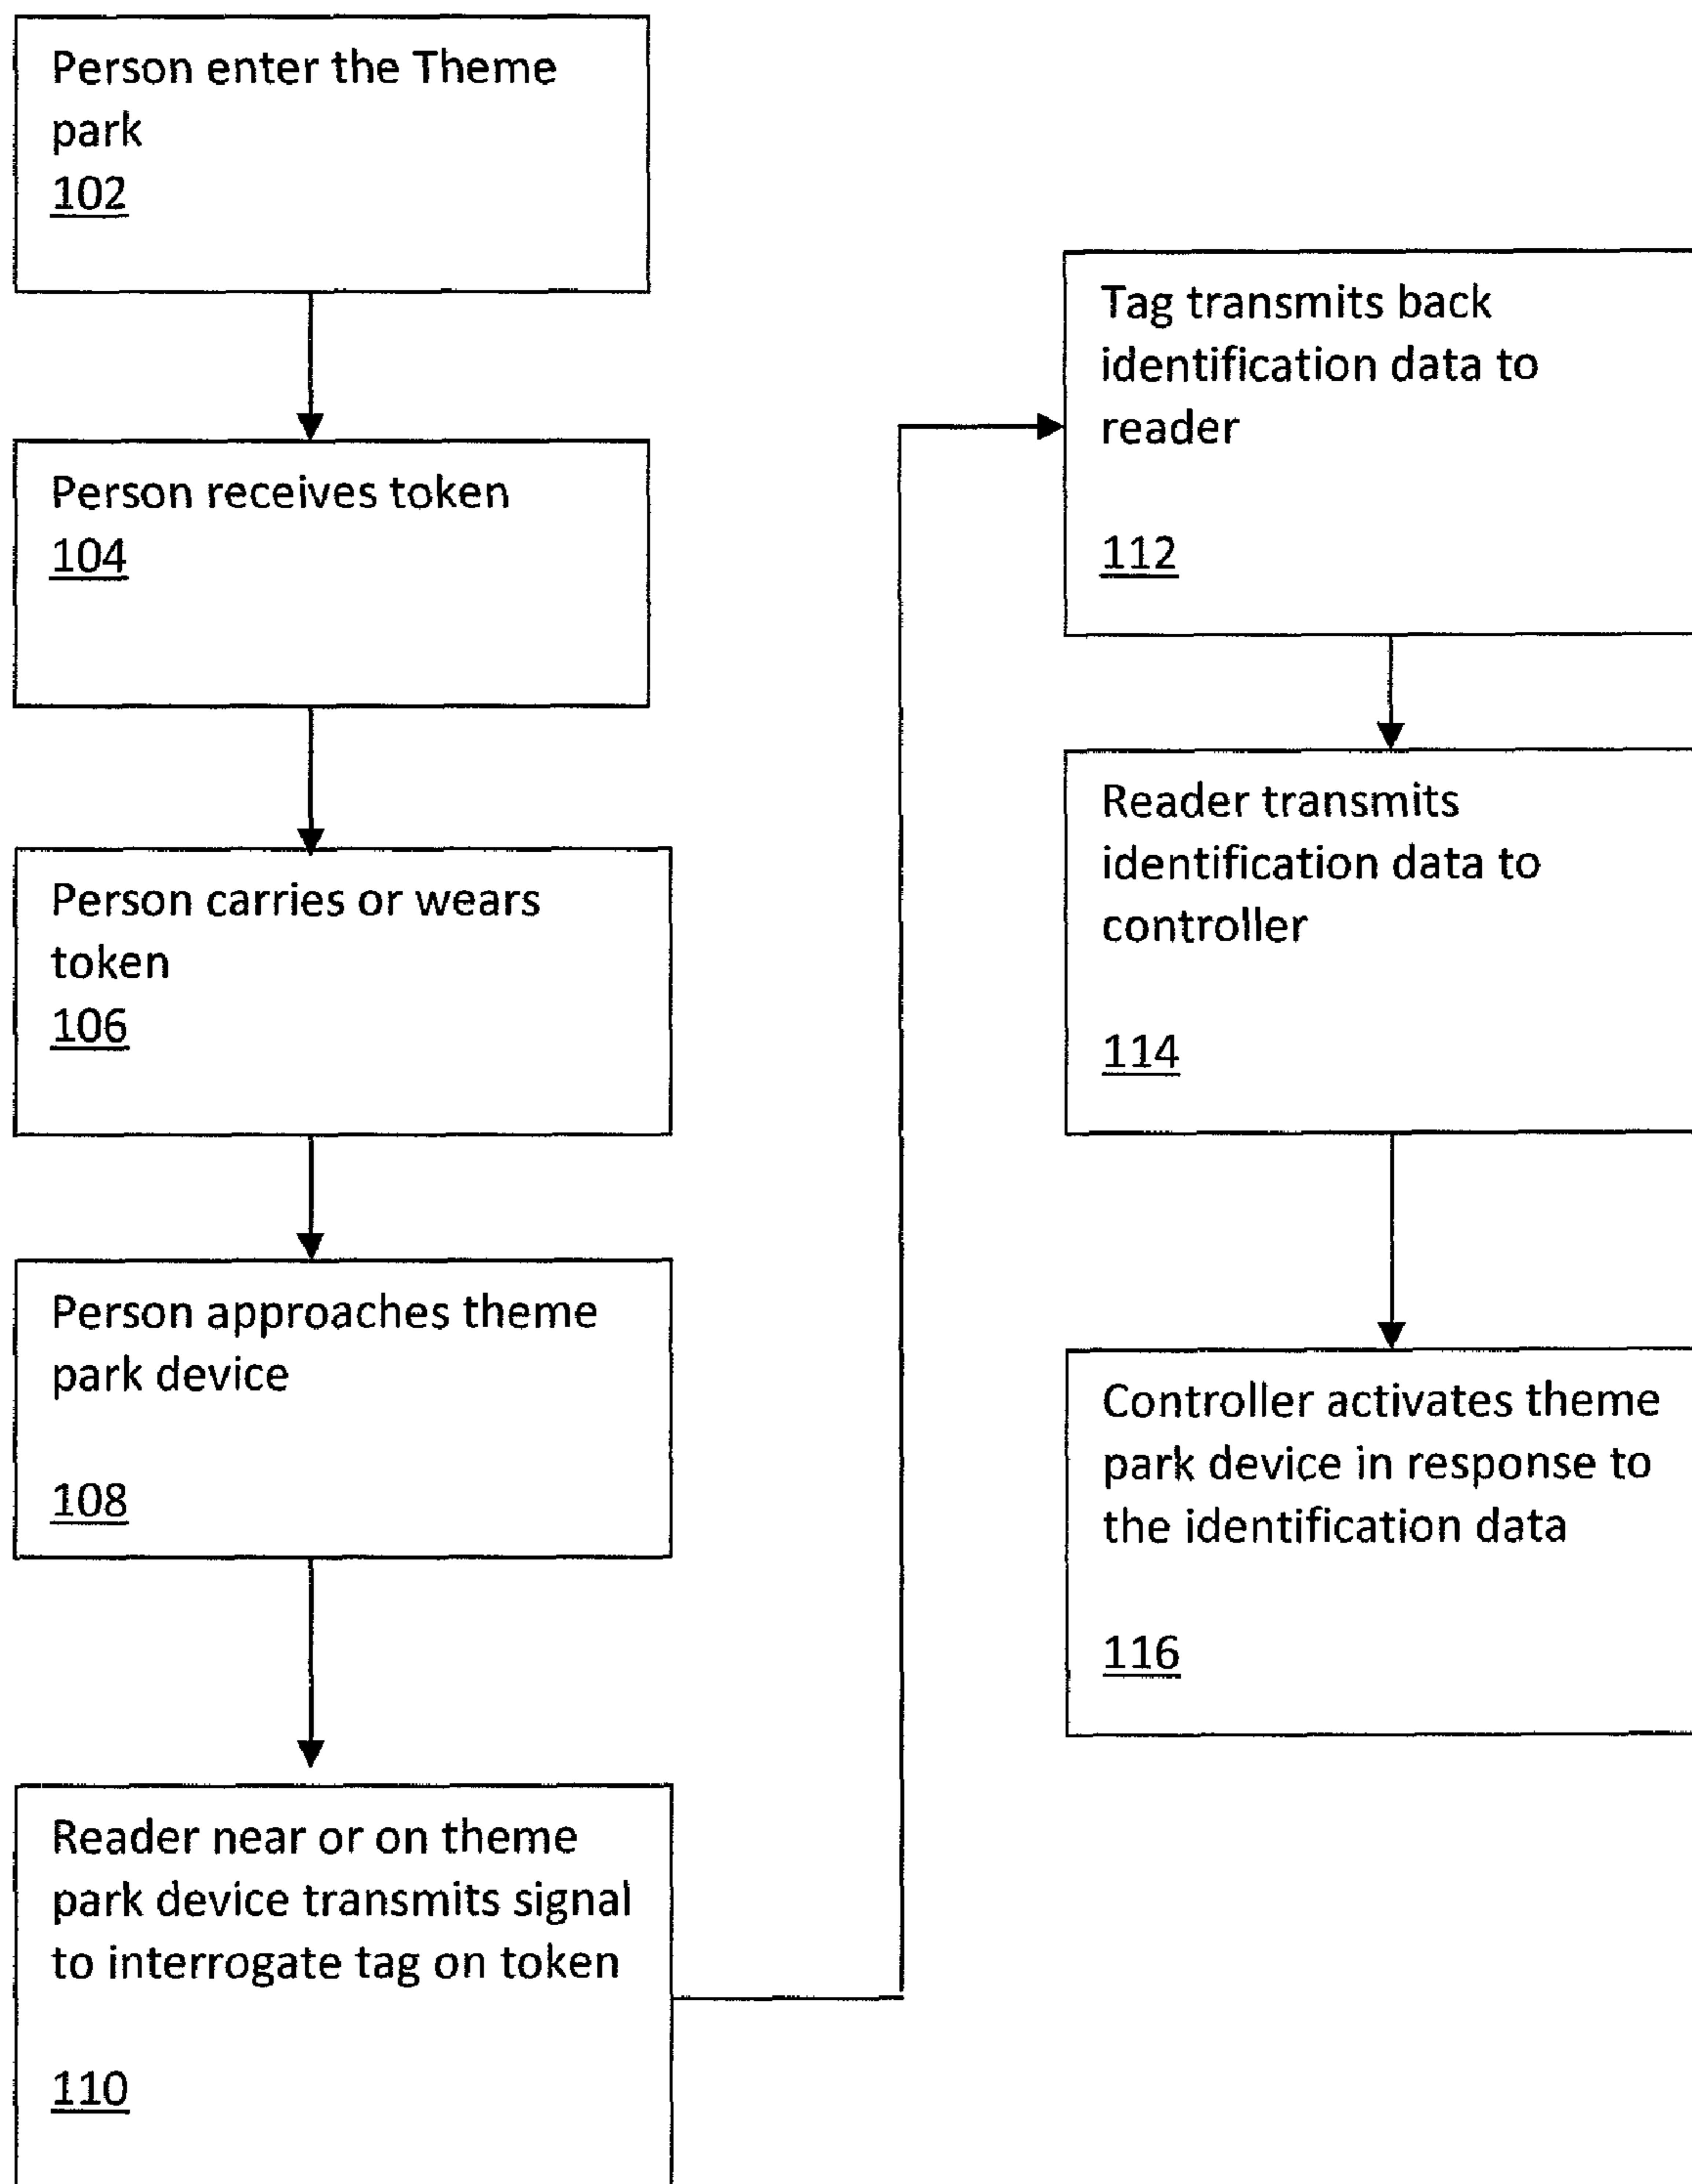 Person enter the Theme
park
102
Person receives token
104
Person carries or wears
token
106
Person approaches theme
park device
108
Reader near or on theme
park device transmits signal
to interrogate tag on token
110
Tag transmits back
identification data to
reader
112
Reader transmits
identification data to
controller
114
Controller activates theme
park device in response to
the identification data
116